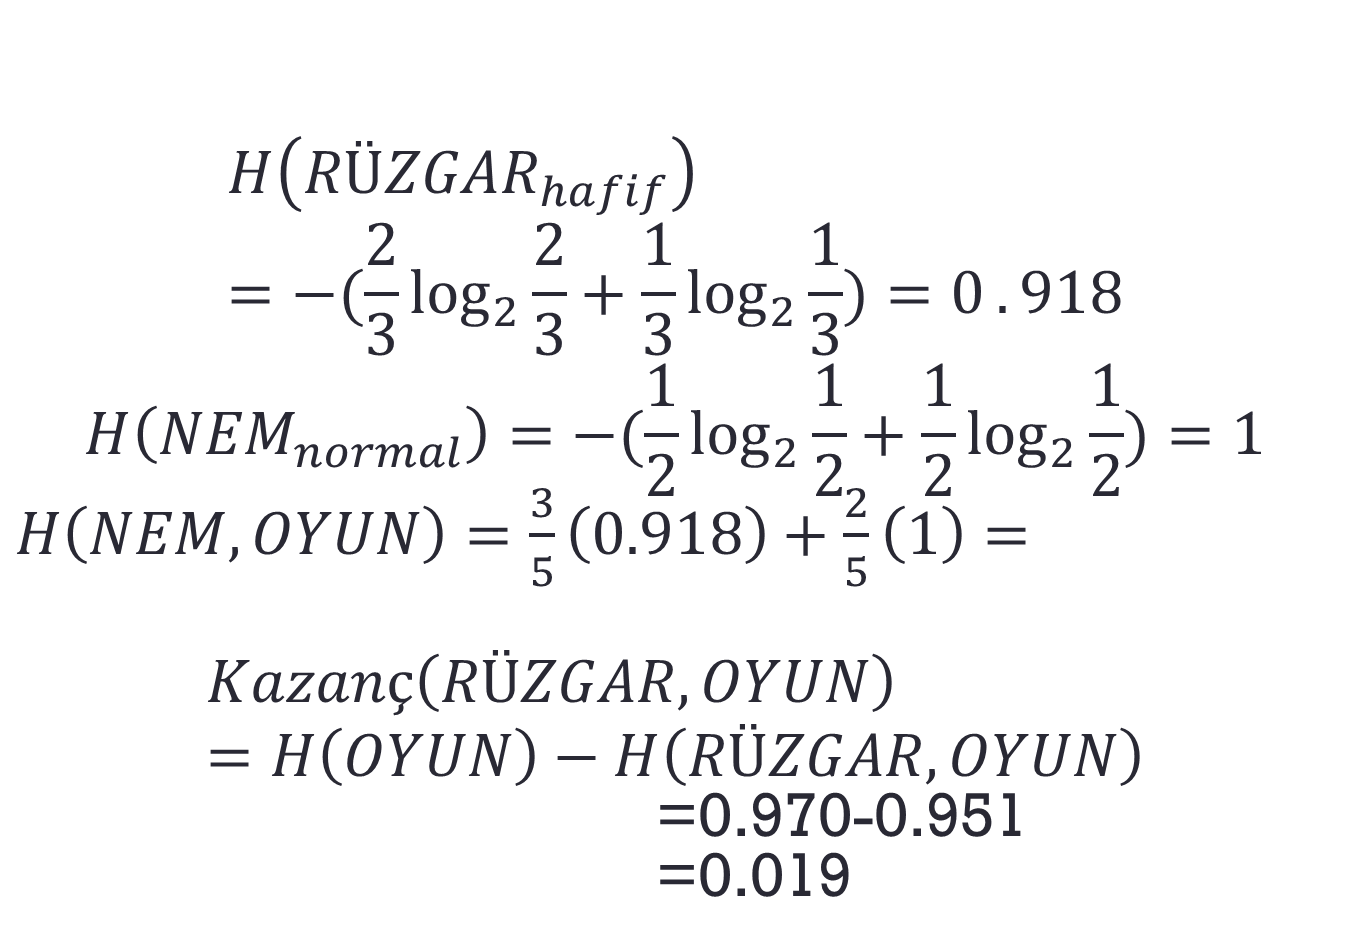 H(RÜZGAR_hafif)
= −(2/3 log₂ 2/3 + 1/3 log₂ 1/3) = 0 . 918
H(NEM_normal) = −(1/2 log₂ 1/2 + 1/2 log₂ 1/2) = 1
H(NEM, OYUN) = 3/5 (0.918) + 2/5 (1) =
Kazanç(RÜZGAR, OYUN)
= H(OYUN) − H(RÜZGAR, OYUN)
=0.970-0.951
=0.019